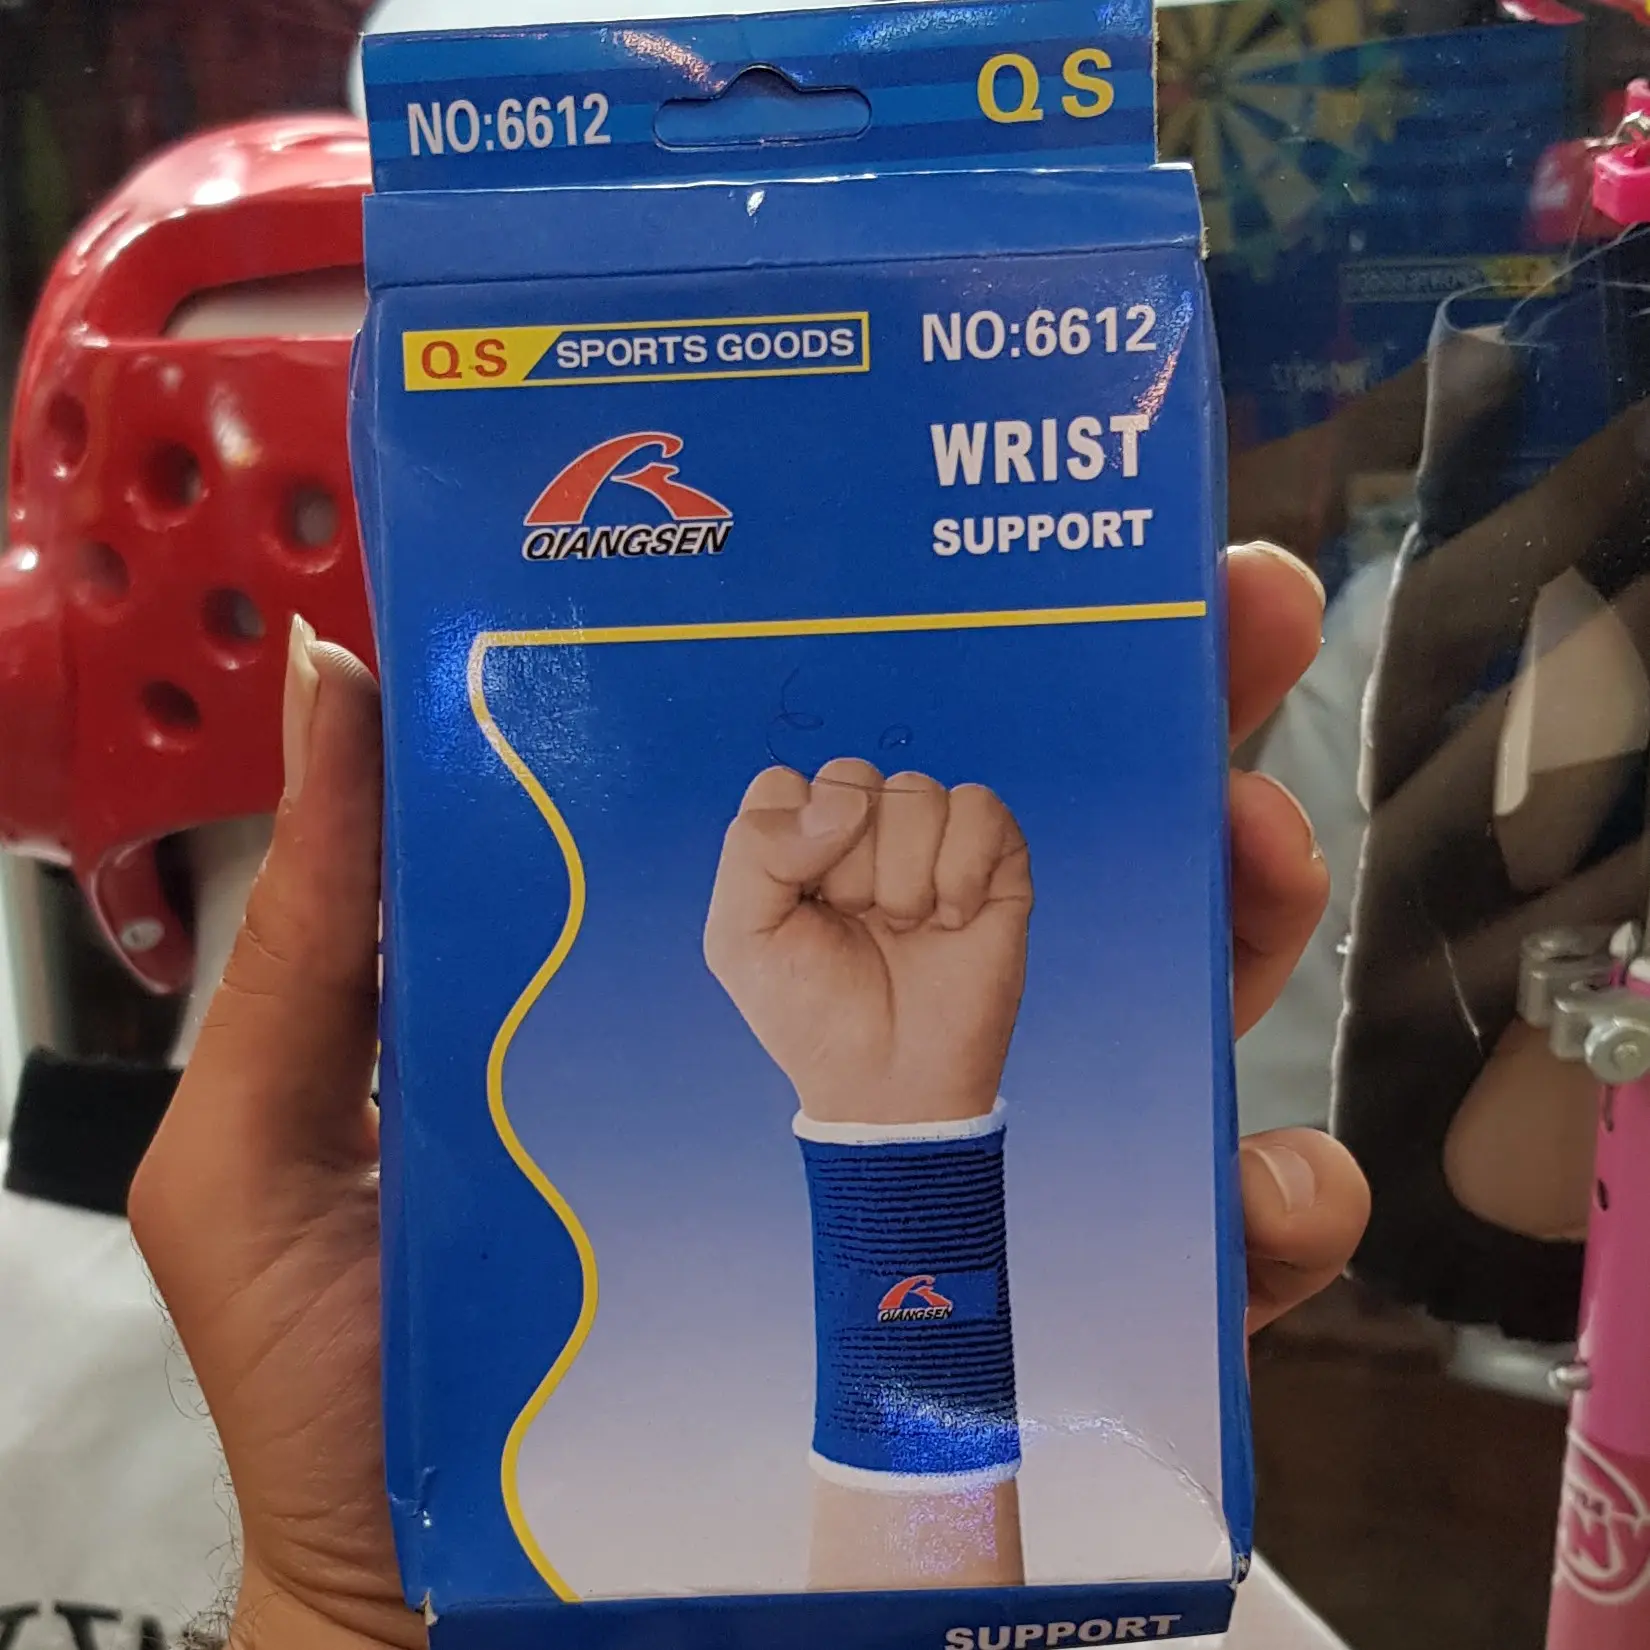 NO:6612
QS
QS SPORTS GOODS
NO:6612
QIANGSEN
WRIST
SUPPORT
QIANGSEN
SUPPORT